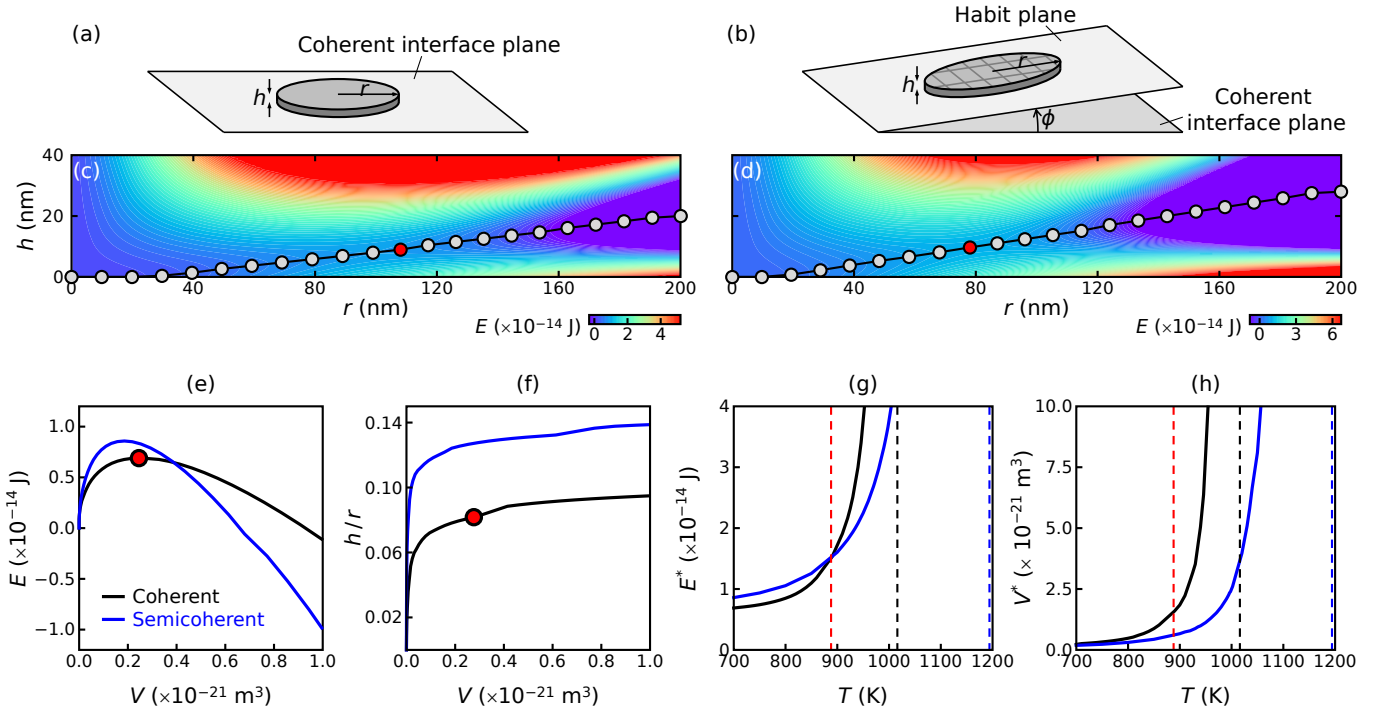 (a)
Coherent interface plane
h
r
(b)
Habit plane
h
r
ϕ
Coherent
interface plane
(c)
40
20
0
h (nm)
0 40 80 120 160 200
r (nm)
E (×10⁻¹⁴ J)
0 2 4
(d)
0 40 80 120 160 200
r (nm)
E (×10⁻¹⁴ J)
0 3 6
(e)
1.0
0.5
0.0
−0.5
−1.0
E (×10⁻¹⁴ J)
Coherent
Semicoherent
0.0 0.2 0.4 0.6 0.8 1.0
V (×10⁻²¹ m³)
(f)
0.14
0.10
0.06
0.02
h/r
0.0 0.2 0.4 0.6 0.8 1.0
V (×10⁻²¹ m³)
(g)
4
3
2
1
0
E* (×10⁻¹⁴ J)
700 800 900 1000 1100 1200
T (K)
(h)
10.0
7.5
5.0
2.5
0.0
V* (× 10⁻²¹ m³)
700 800 900 1000 1100 1200
T (K)